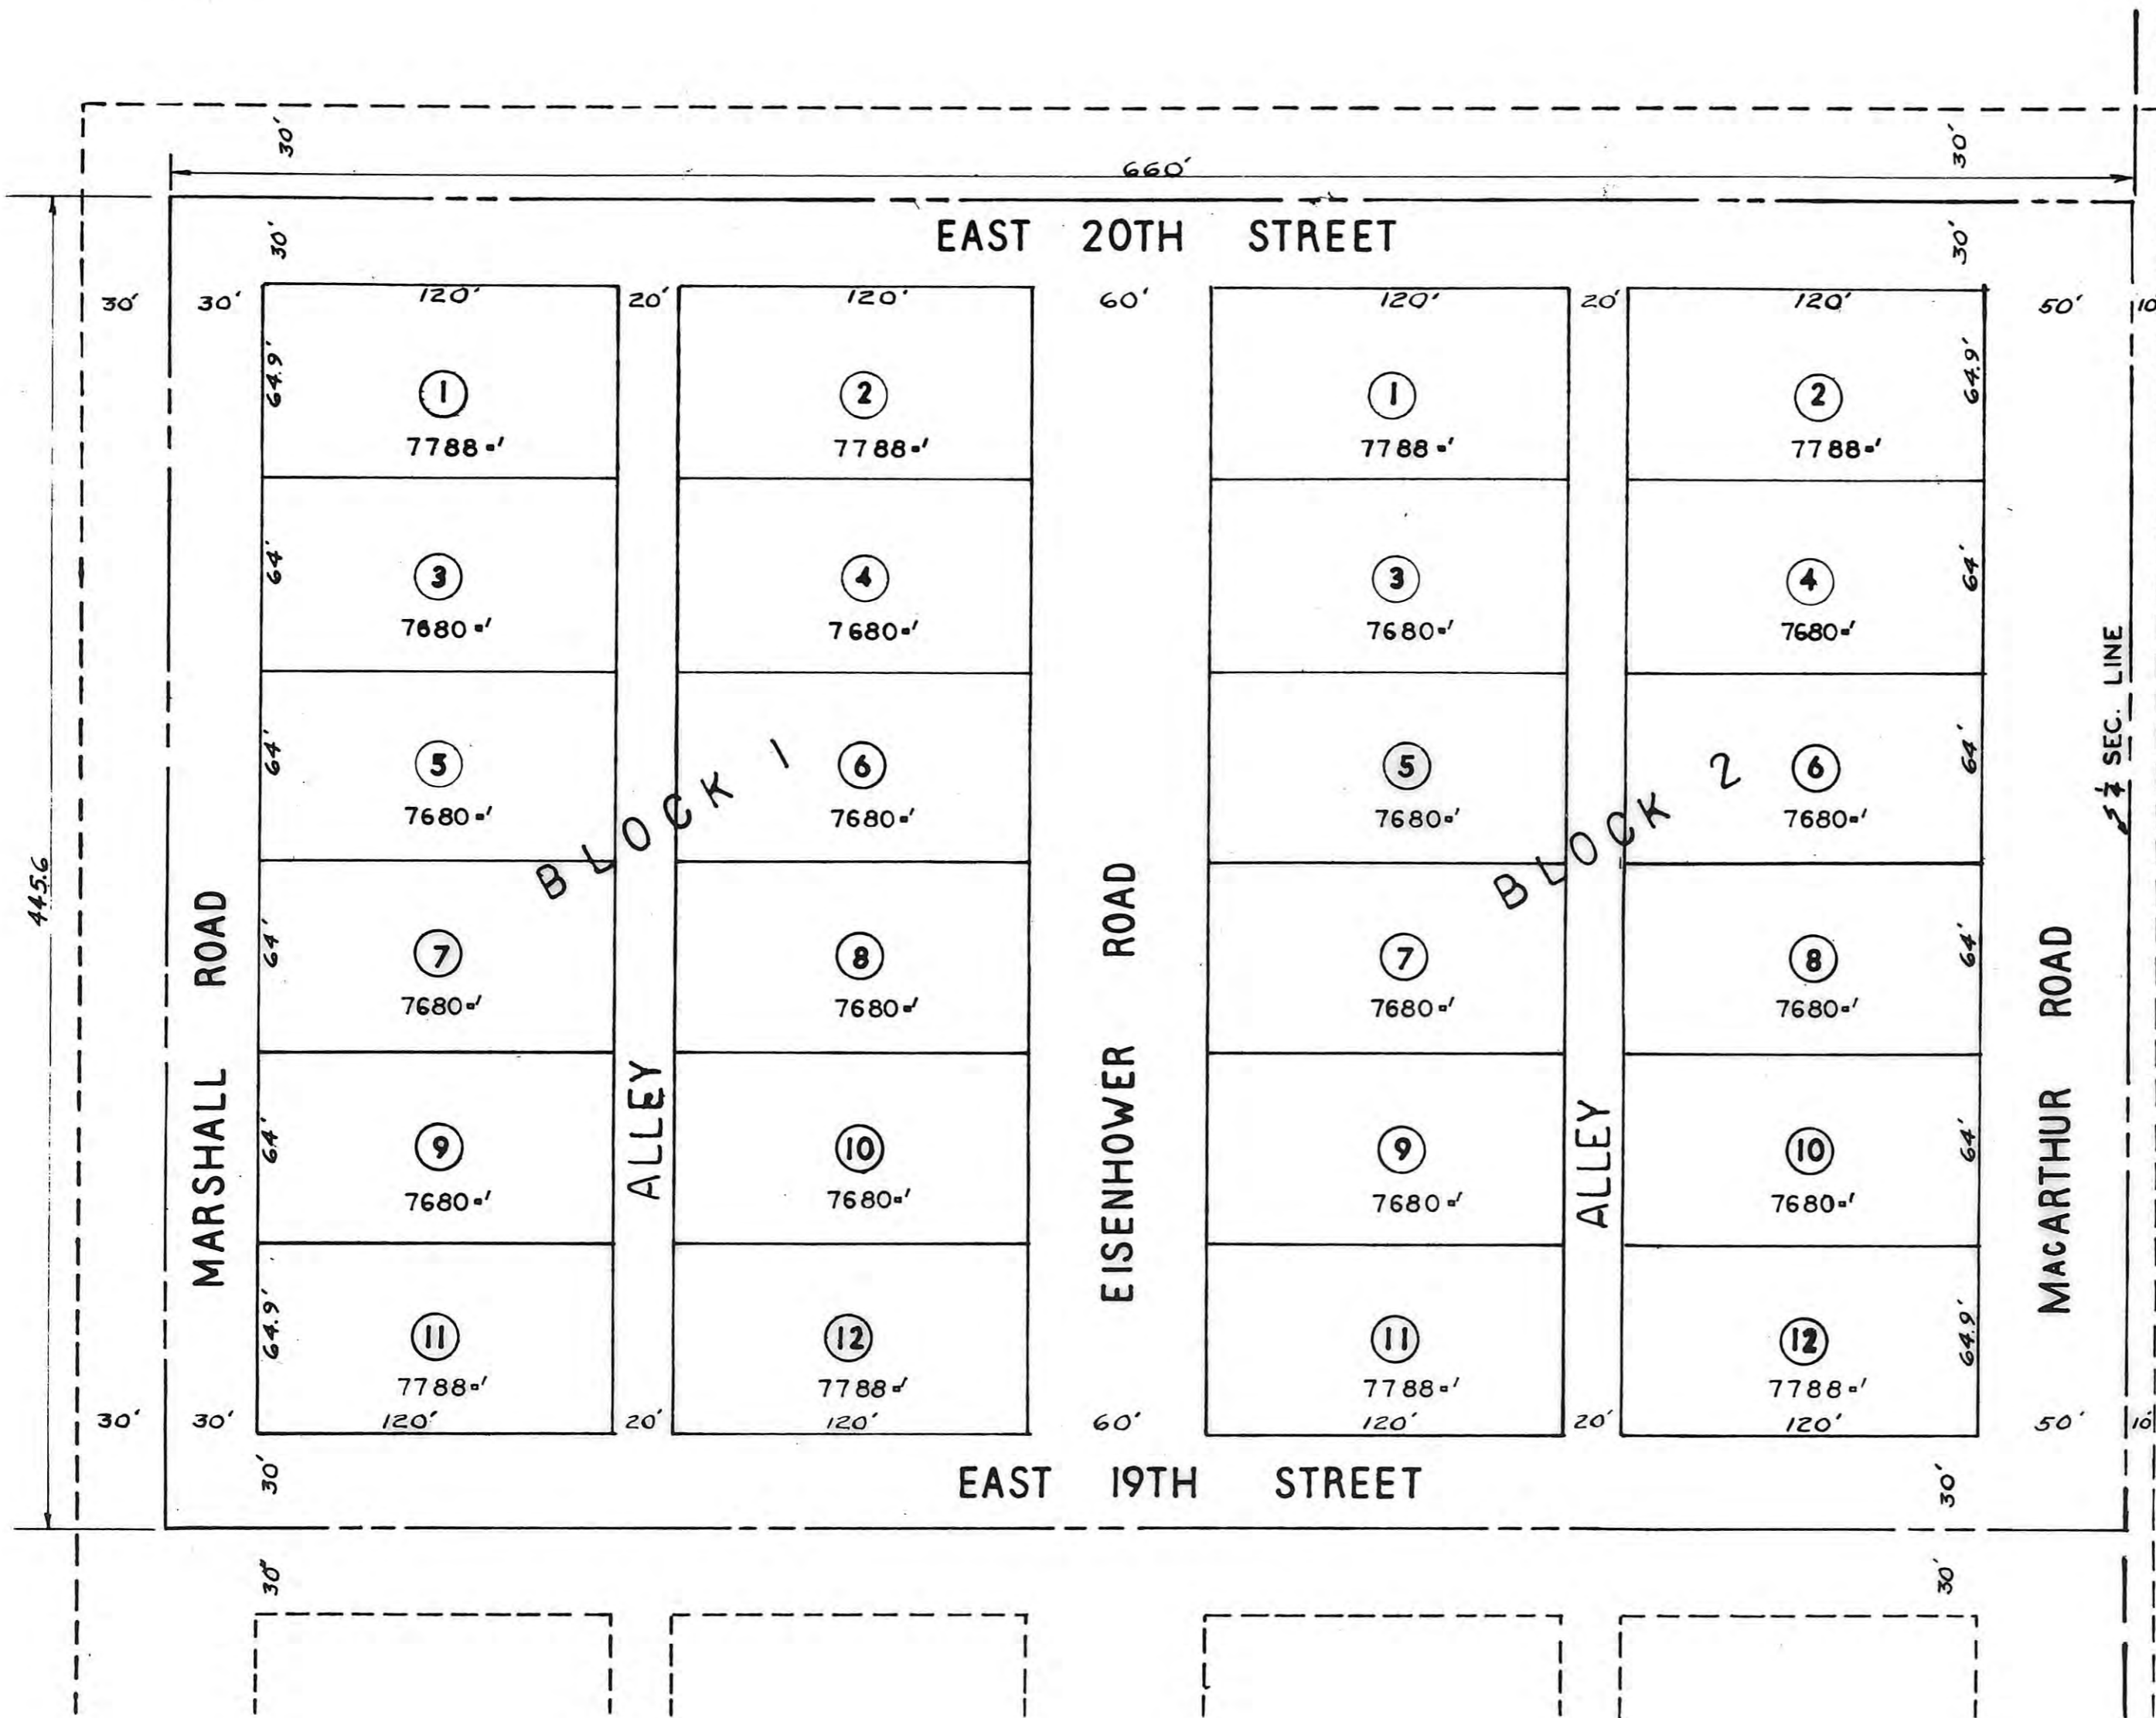 30' 30'
660'
30' EAST 20TH STREET 30'
30' 30' 120' 20' 120' 60' 120' 20' 120' 50' 10
64.9' 1 2 1 2 64.9'
7788▫' 7788▫' 7788▫' 7788▫'
64' 3 4 3 4 64'
7680▫' 7680▫' 7680▫' 7680▫'
64' 5 6 5 6 64'
7680▫' 7680▫' 7680▫' 7680▫'
BLOCK 1
BLOCK 2
1/4 SEC. LINE
445.6
64' 7 8 7 8 64'
7680▫' 7680▫' 7680▫' 7680▫'
MARSHALL ROAD
ALLEY
EISENHOWER ROAD
ALLEY
MACARTHUR ROAD
64' 9 10 9 10 64'
7680▫' 7680▫' 7680▫' 7680▫'
64.9' 11 12 11 12 64.9'
7788▫' 7788▫' 7788▫' 7788▫'
30' 30' 120' 20' 120' 60' 120' 20' 120' 50' 10'
30' EAST 19TH STREET 30'
30' 30'